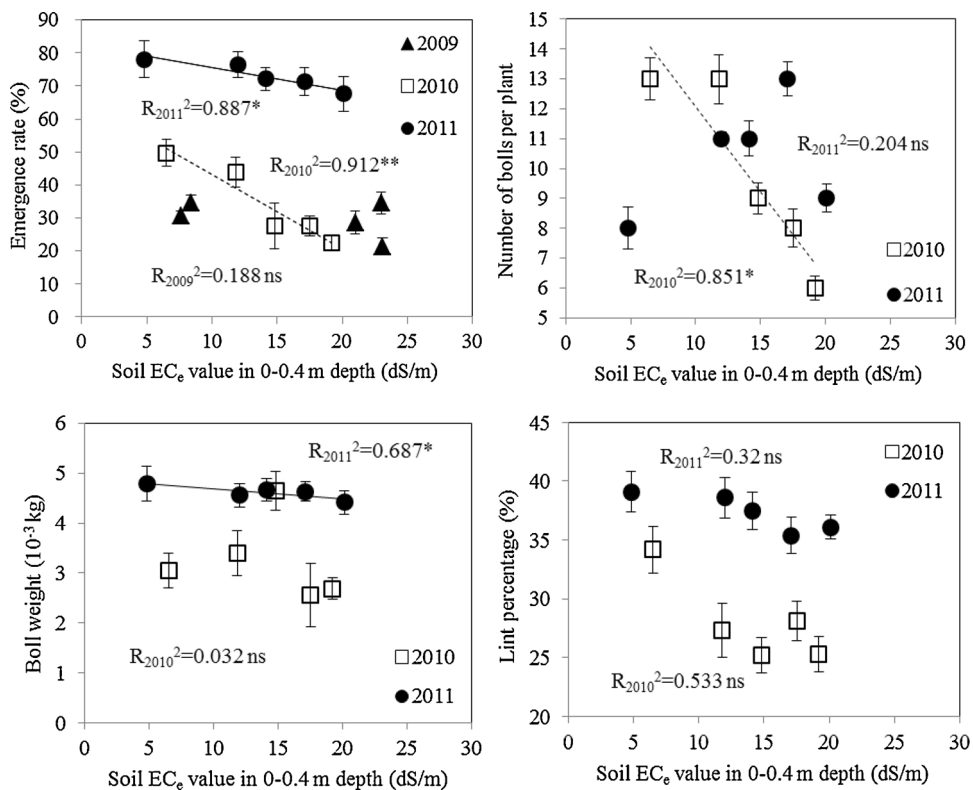 90
80
70
60
50
40
30
20
10
0
Emergence rate (%)
2009
2010
2011
R2011²=0.887*
R2010²=0.912**
R2009²=0.188 ns
0 5 10 15 20 25 30
Soil ECe value in 0-0.4 m depth (dS/m)
15
14
13
12
11
10
9
8
7
6
5
Number of bolls per plant
R2011²=0.204 ns
R2010²=0.851*
2010
2011
0 5 10 15 20 25 30
Soil ECe value in 0-0.4 m depth (dS/m)
6
5
4
3
2
1
0
Boll weight (10-3 kg)
R2011²=0.687*
R2010²=0.032 ns
2010
2011
0 5 10 15 20 25 30
Soil ECe value in 0-0.4 m depth (dS/m)
45
40
35
30
25
20
Lint percentage (%)
2010
2011
R2011²=0.32 ns
R2010²=0.533 ns
0 5 10 15 20 25 30
Soil ECe value in 0-0.4 m depth (dS/m)